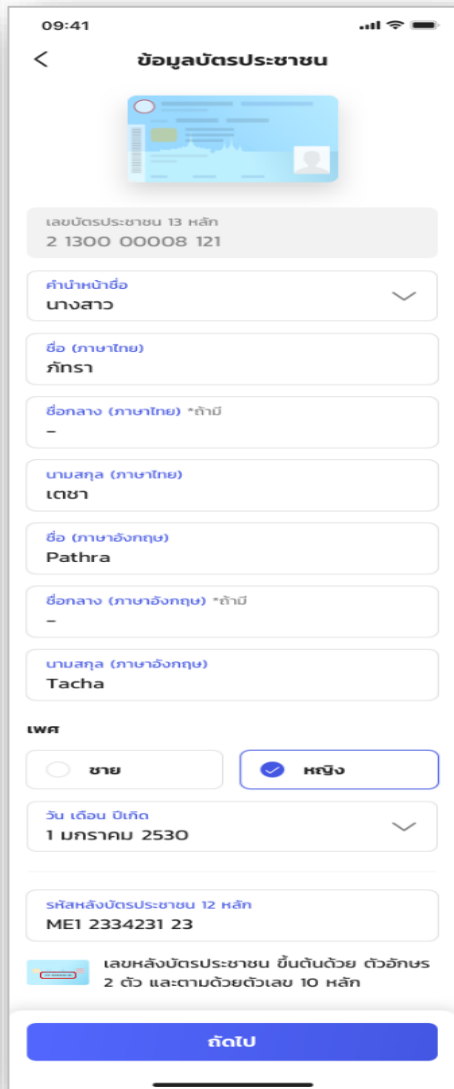 09:41
ข้อมูลบัตรประชาชน
เลขบัตรประชาชน 13 หลัก
2 1300 00008 121
คำนำหน้าชื่อ
นางสาว
ชื่อ (ภาษาไทย)
ภัทรา
ชื่อกลาง (ภาษาไทย) *ถ้ามี
–
นามสกุล (ภาษาไทย)
เตชา
ชื่อ (ภาษาอังกฤษ)
Pathra
ชื่อกลาง (ภาษาอังกฤษ) *ถ้ามี
–
นามสกุล (ภาษาอังกฤษ)
Tacha
เพศ
ชาย
หญิง
วัน เดือน ปีเกิด
1 มกราคม 2530
รหัสหลังบัตรประชาชน 12 หลัก
ME1 2334231 23
เลขหลังบัตรประชาชน ขึ้นต้นด้วย ตัวอักษร
2 ตัว และตามด้วยตัวเลข 10 หลัก
ถัดไป